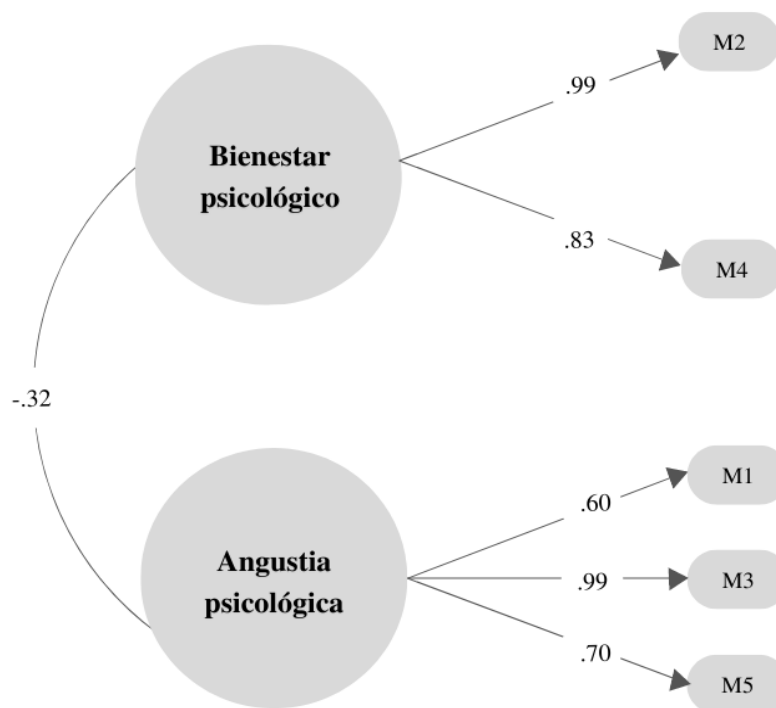 M2
.99
Bienestar
psicológico
.83
M4
-.32
M1
.60
Angustia
psicológica
.99
M3
.70
M5